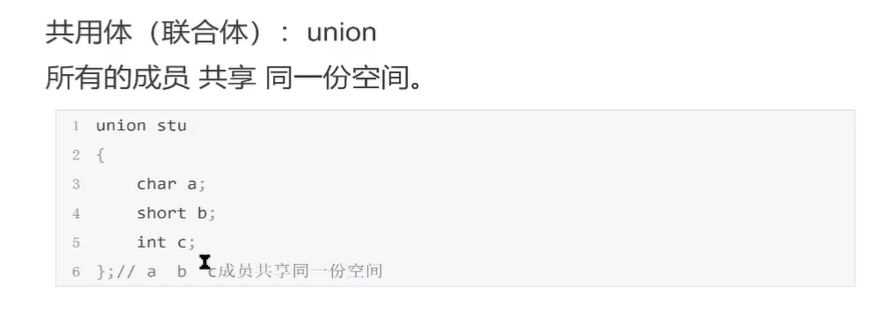 共用体（联合体）：union
所有的成员 共享 同一份空间。
1 union stu
2 {
3     char a;
4     short b;
5     int c;
6 };// a  b  c成员共享同一份空间